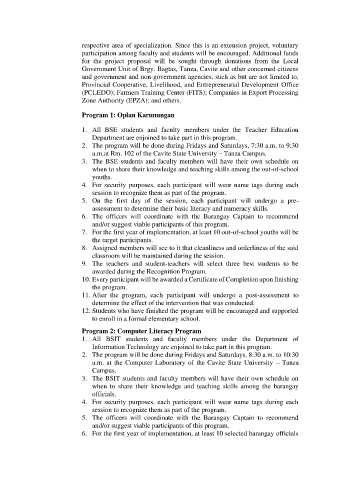 respective area of specialization. Since this is an extension project, voluntary
participation among faculty and students will be encouraged. Additional funds
for the project proposal will be sought through donations from the Local
Government Unit of Brgy. Bagtas, Tanza, Cavite and other concerned citizens
and government and non-government agencies, such as but are not limited to,
Provincial Cooperative, Livelihood, and Entrepreneurial Development Office
(PCLEDO); Farmers Training Center (FITS); Companies in Export Processing
Zone Authority (EPZA); and others.
Program 1: Oplan Karunungan
1. All BSE students and faculty members under the Teacher Education
Department are enjoined to take part in this program.
2. The program will be done during Fridays and Saturdays, 7:30 a.m. to 9:30
a.m.at Rm. 102 of the Cavite State University – Tanza Campus.
3. The BSE students and faculty members will have their own schedule on
when to share their knowledge and teaching skills among the out-of-school
youths.
4. For security purposes, each participant will wear name tags during each
session to recognize them as part of the program.
5. On the first day of the session, each participant will undergo a pre-
assessment to determine their basic literacy and numeracy skills.
6. The officers will coordinate with the Barangay Captain to recommend
and/or suggest viable participants of this program.
7. For the first year of implementation, at least 10 out-of-school youths will be
the target participants.
8. Assigned members will see to it that cleanliness and orderliness of the said
classroom will be maintained during the session.
9. The teachers and student-teachers will select three best students to be
awarded during the Recognition Program.
10. Every participant will be awarded a Certificate of Completion upon finishing
the program.
11. After the program, each participant will undergo a post-assessment to
determine the effect of the intervention that was conducted.
12. Students who have finished the program will be encouraged and supported
to enroll in a formal elementary school.
Program 2: Computer Literacy Program
1. All BSIT students and faculty members under the Department of
Information Technology are enjoined to take part in this program.
2. The program will be done during Fridays and Saturdays, 8:30 a.m. to 10:30
a.m. at the Computer Laboratory of the Cavite State University – Tanza
Campus.
3. The BSIT students and faculty members will have their own schedule on
when to share their knowledge and teaching skills among the barangay
officials.
4. For security purposes, each participant will wear name tags during each
session to recognize them as part of the program.
5. The officers will coordinate with the Barangay Captain to recommend
and/or suggest viable participants of this program.
6. For the first year of implementation, at least 10 selected barangay officials